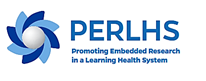 PERLHS
Promoting Embedded Research
in a Learning Health System